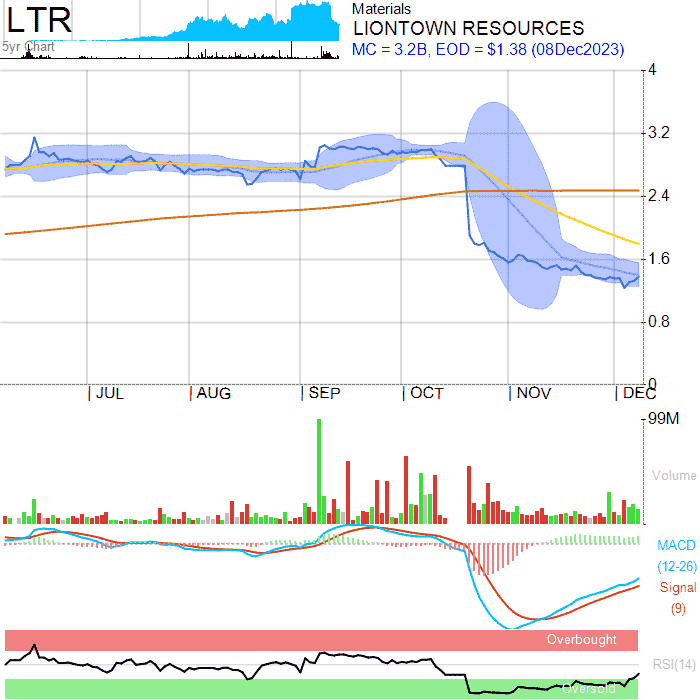 LTR
5yr Chart
Materials
LIONTOWN RESOURCES
MC = 3.2B, EOD = $1.38 (08Dec2023)
4
3.2
2.4
1.6
0.8
0
JUL AUG SEP OCT NOV DEC
99M
Volume
MACD
(12-26)
Signal
(9)
Overbought
RSI(14)
Oversold